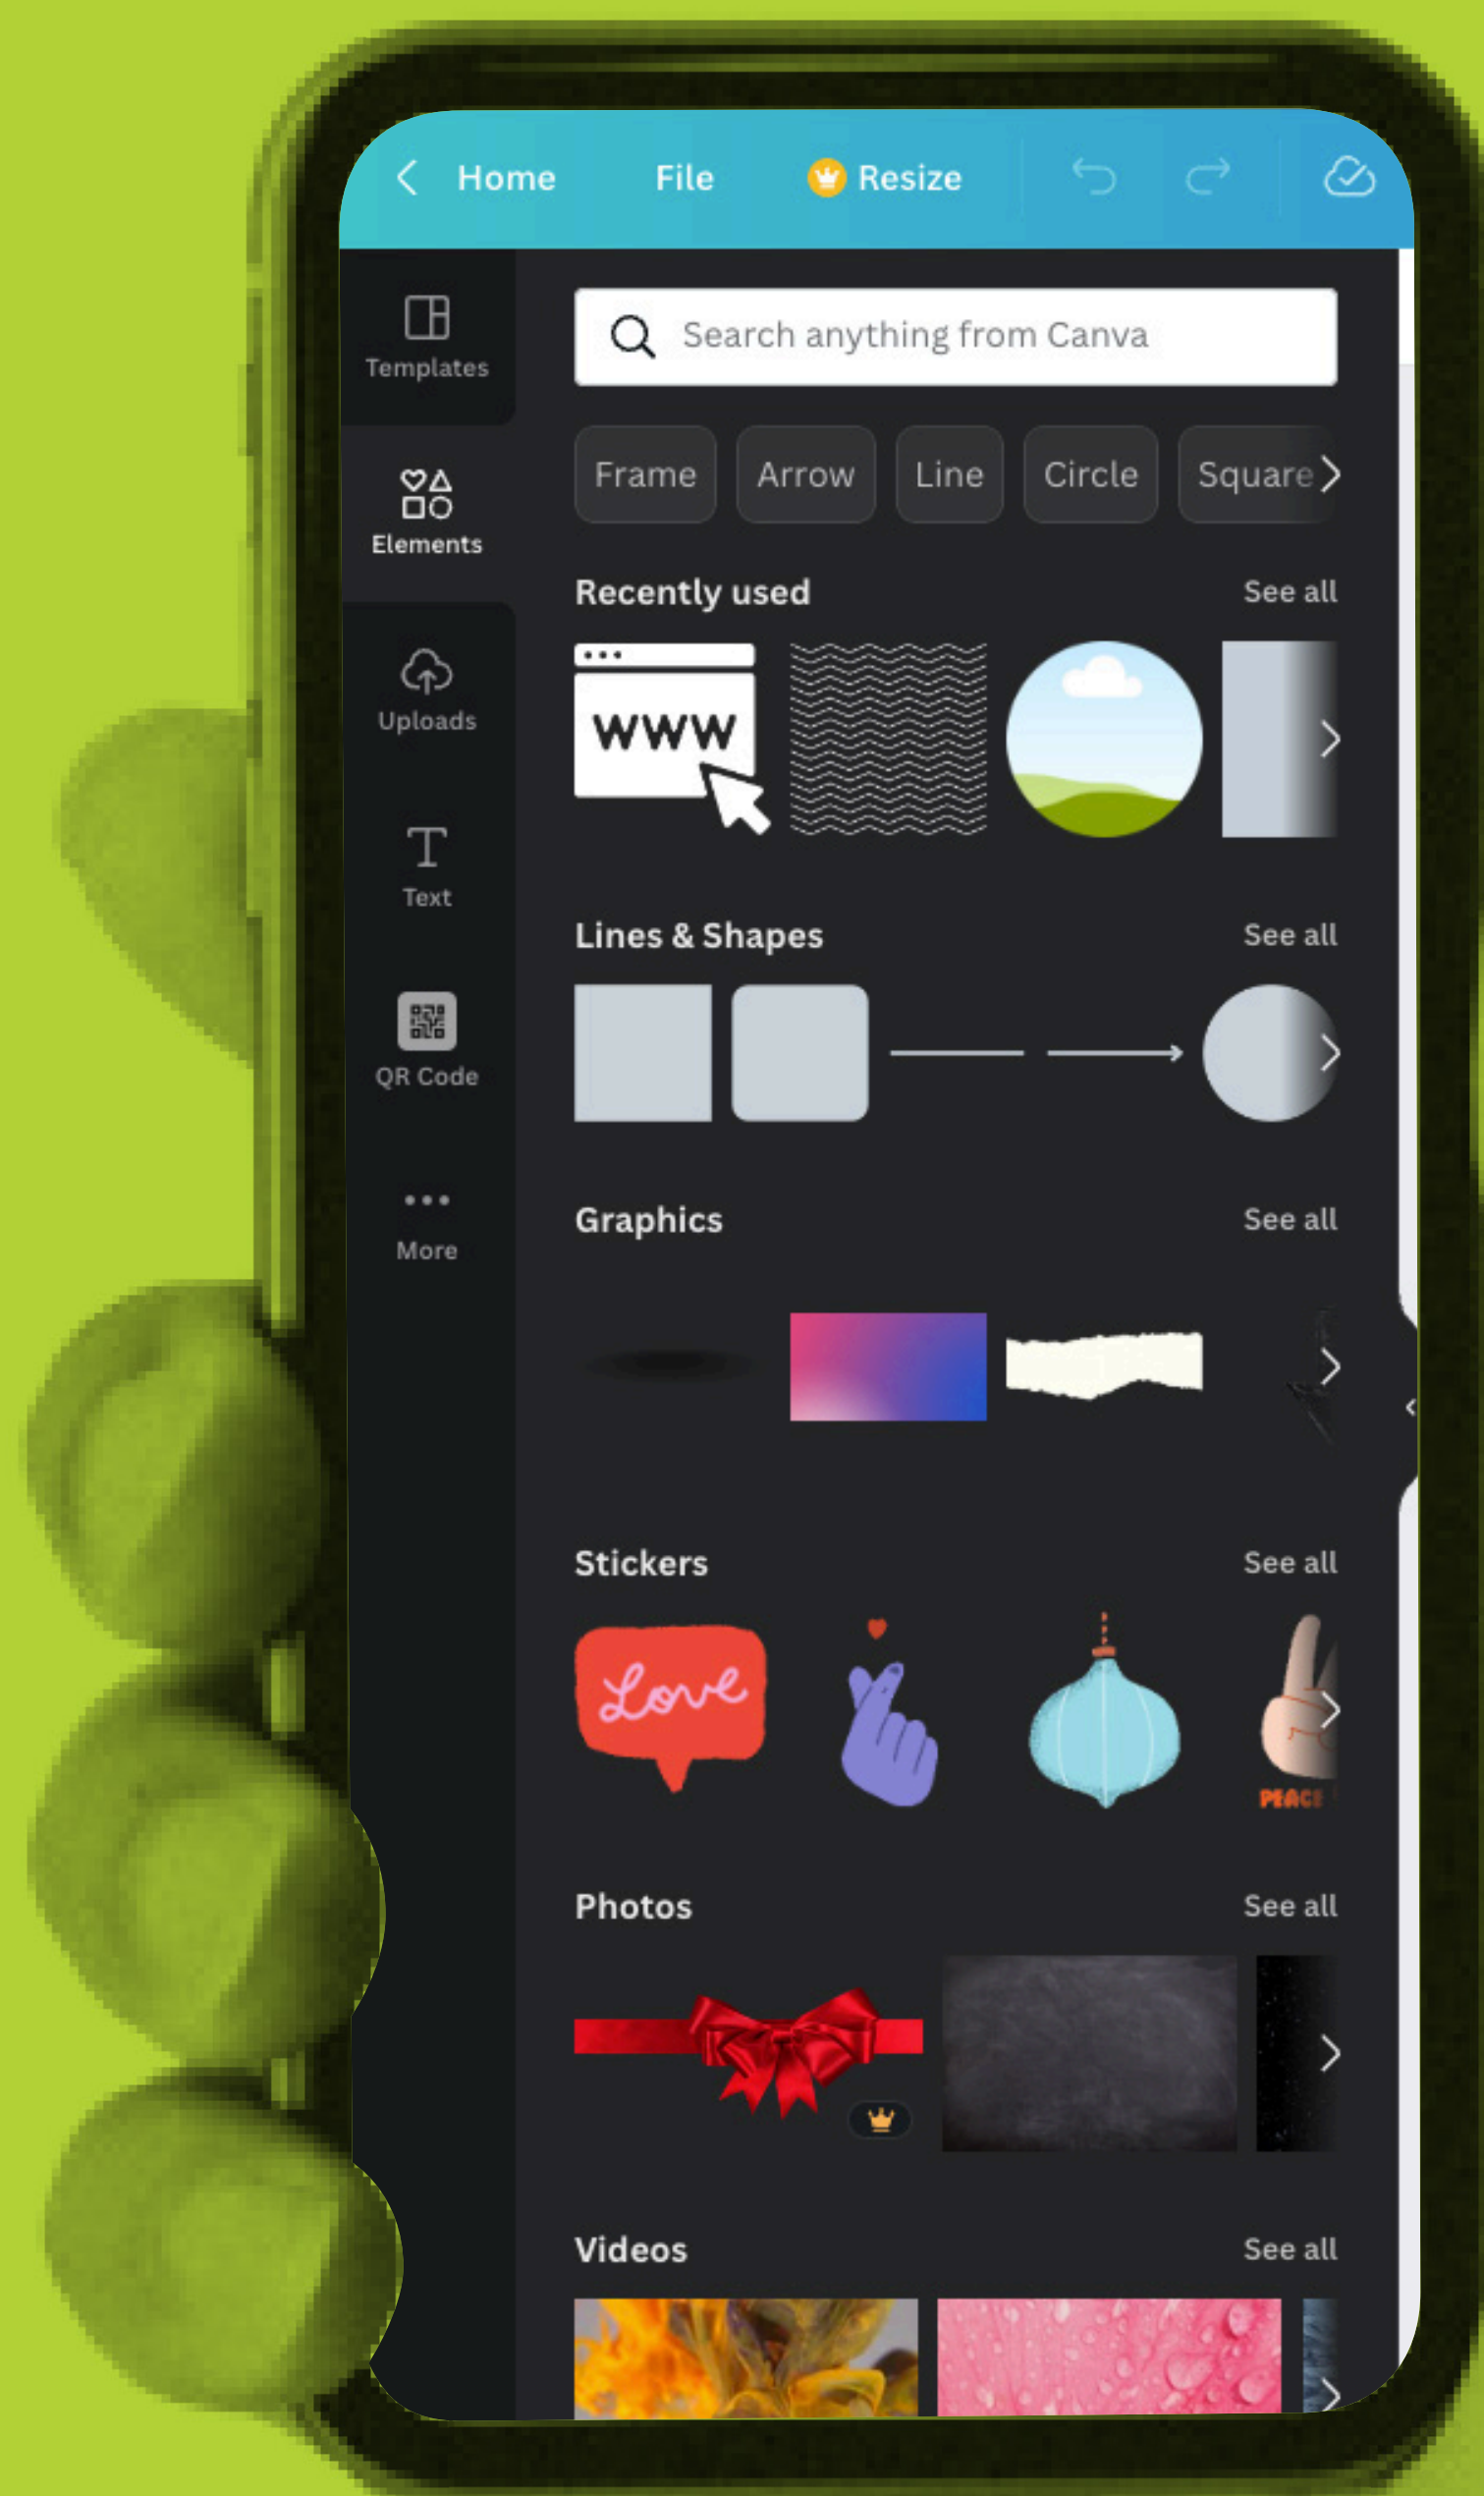 Home File Resize
Templates
Elements
Uploads
Text
QR Code
More
Search anything from Canva
Frame Arrow Line Circle Square
Recently used See all
WWW
Lines & Shapes See all
Graphics See all
Stickers See all
Love
PEACE
Photos See all
Videos See all